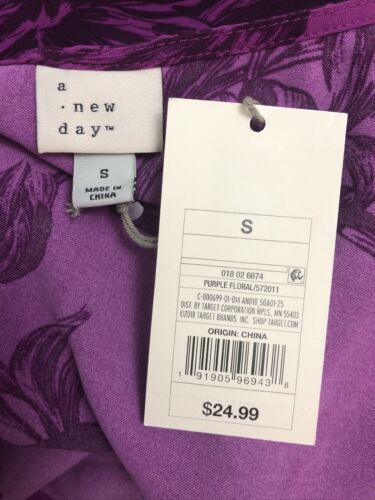 a
· new
day™
S
MADE IN
CHINA
S
018 02 6674
PURPLE FLORAL/572011
C-000699-01-014 AN018 50A01-25
DIST. BY TARGET CORPORATION MPLS., MN 55403
©2018 TARGET BRANDS, INC. SHOP TARGET.COM
ORIGIN: CHINA
1 91905 96943 8
$24.99